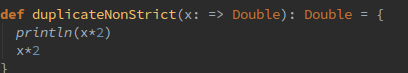 def duplicateNonStrict(x: => Double): Double = {
  println(x*2)
  x*2
}